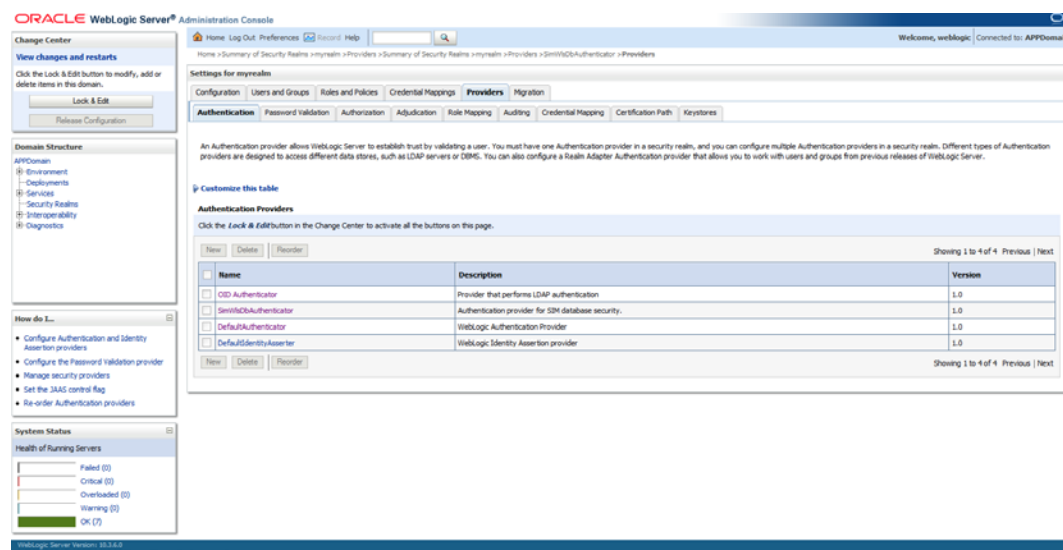 ORACLE WebLogic Server® Administration Console
Change Center
View changes and restarts
Click the Lock & Edit button to modify, add or
delete items in this domain.
Lock & Edit
Release Configuration
Domain Structure
APPDomain
Environment
Deployments
Services
Security Realms
Interoperability
Diagnostics
How do I...
Configure Authentication and Identity
Assertion providers
Configure the Password Validation provider
Manage security providers
Set the JAAS control flag
Re-order Authentication providers
System Status
Health of Running Servers
Failed (0)
Critical (0)
Overloaded (0)
Warning (0)
OK (7)
Home Log Out Preferences Record Help
Welcome, weblogic Connected to: APPDomai
Home >Summary of Security Realms >myrealm >Providers >Summary of Security Realms >myrealm >Providers >SimWlsDbAuthenticator >Providers
Settings for myrealm
Configuration Users and Groups Roles and Policies Credential Mappings Providers Migration
Authentication Password Validation Authorization Adjudication Role Mapping Auditing Credential Mapping Certification Path Keystores
An Authentication provider allows WebLogic Server to establish trust by validating a user. You must have one Authentication provider in a security realm, and you can configure multiple Authentication providers in a security realm. Different types of Authentication
providers are designed to access different data stores, such as LDAP servers or DBMS. You can also configure a Realm Adapter Authentication provider that allows you to work with users and groups from previous releases of WebLogic Server.
Customize this table
Authentication Providers
Click the Lock & Edit button in the Change Center to activate all the buttons on this page.
New Delete Reorder
Showing 1 to 4 of 4 Previous | Next
Name Description Version
OID Authenticator Provider that performs LDAP authentication 1.0
SimWlsDbAuthenticator Authentication provider for SIM database security. 1.0
DefaultAuthenticator WebLogic Authentication Provider 1.0
DefaultIdentityAsserter WebLogic Identity Assertion provider 1.0
New Delete Reorder
Showing 1 to 4 of 4 Previous | Next
WebLogic Server Version: 10.3.6.0